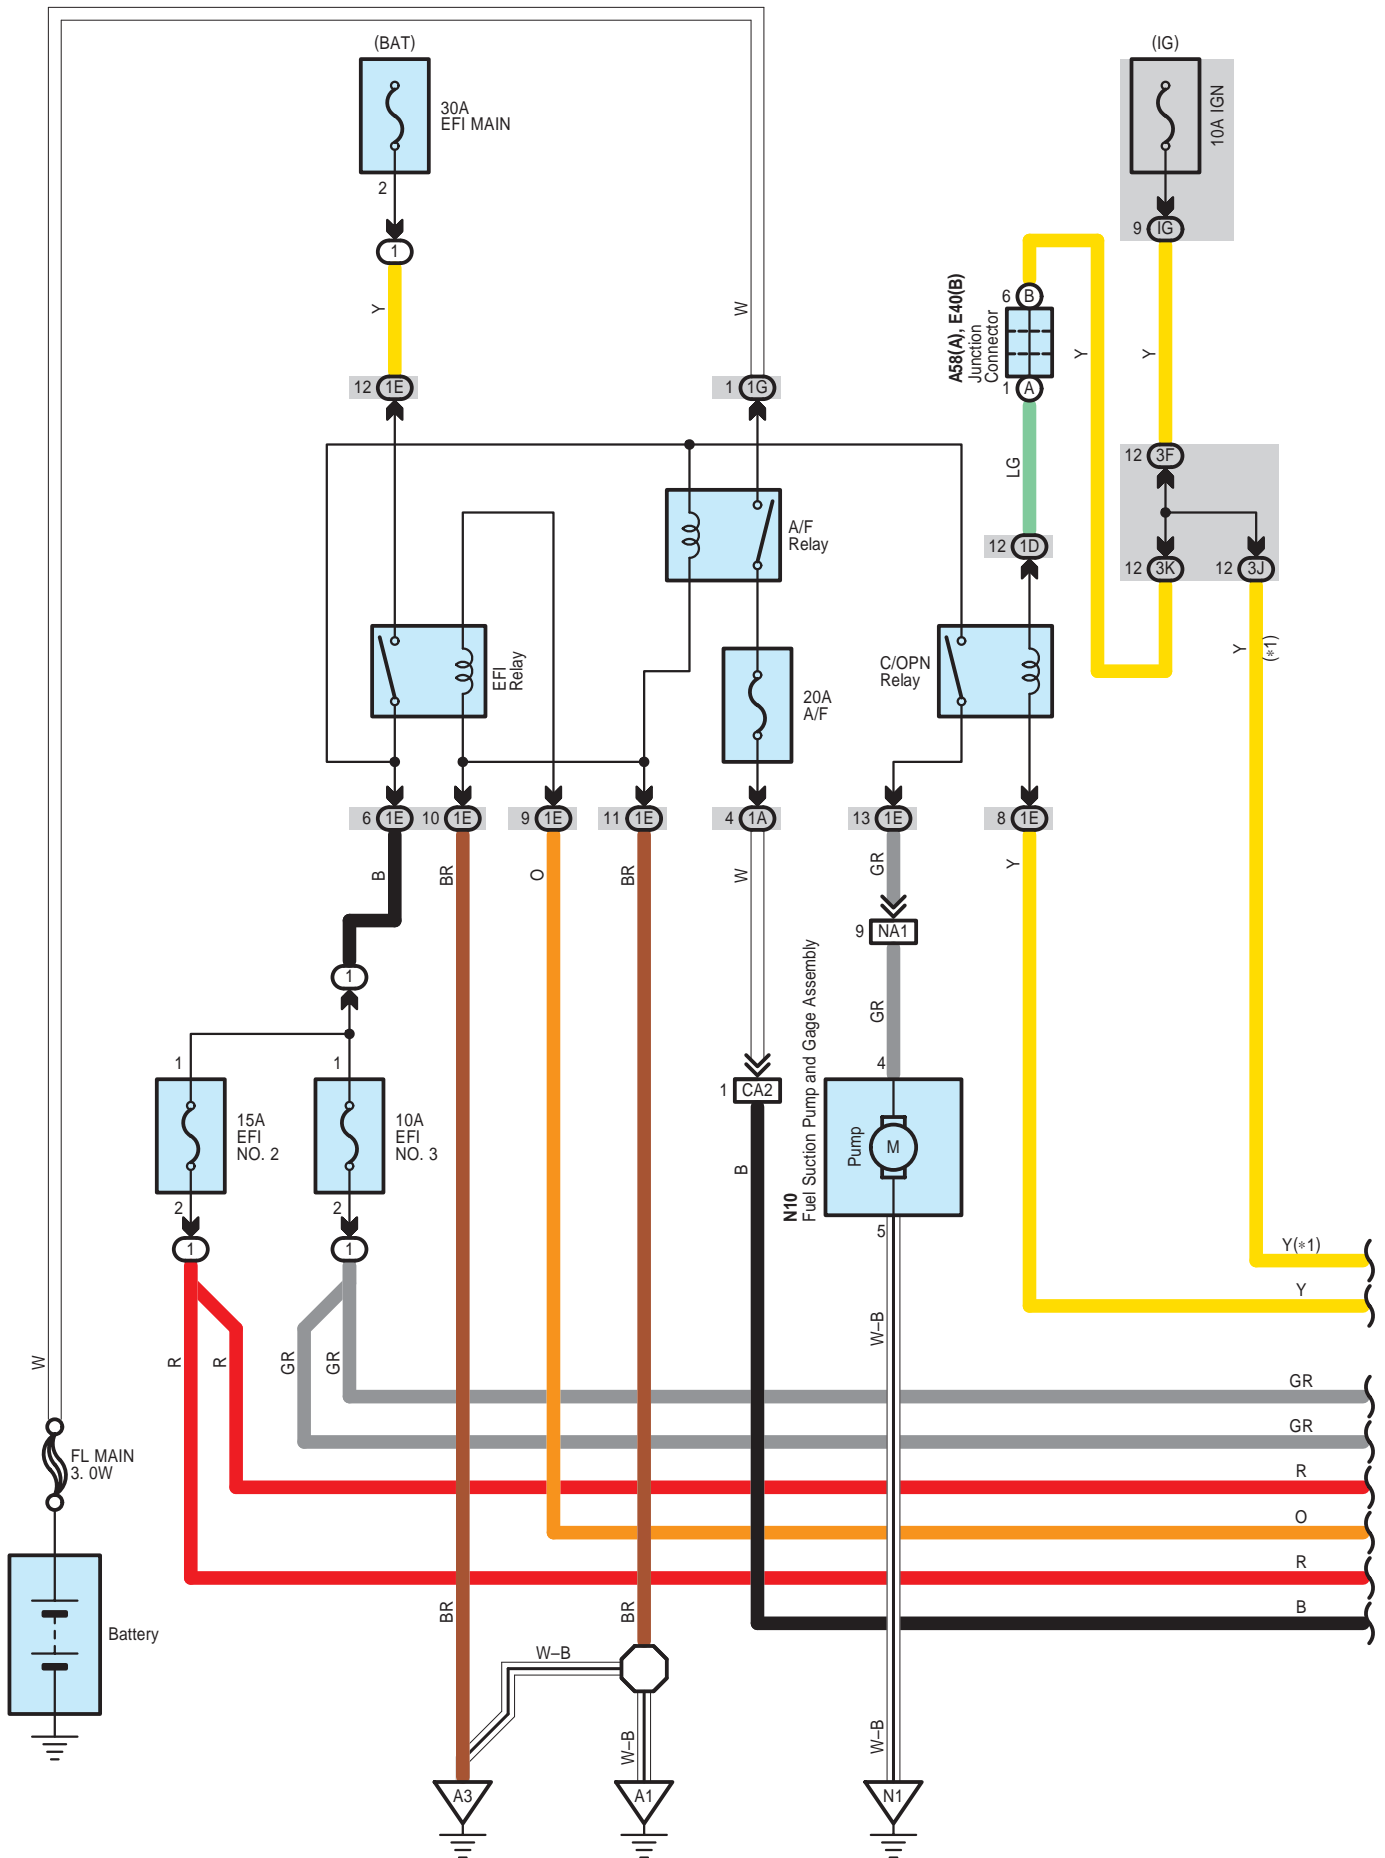 (BAT)
(IG)
30A
EFI MAIN
10A IGN
2
1
9 IG
Y
W
6 B
A58(A), E40(B)
Junction
Connector
Y
Y
12 1E
1 1G
1 A
LG
12 3F
A/F
Relay
12 1D
12 3K
12 3J
EFI
Relay
C/OPN
Relay
Y
(*1)
20A
A/F
6 1E
10 1E
9 1E
11 1E
4 1A
13 1E
8 1E
B
BR
O
BR
W
GR
Y
9 NA1
1
GR
N10
Fuel Suction Pump and Gage Assembly
1
1
4
1 CA2
15A
EFI
NO. 2
10A
EFI
NO. 3
Pump
M
B
2
2
5
1
1
Y(*1)
Y
W
R
R
GR
GR
W–B
GR
GR
FL MAIN
3. 0W
R
O
R
B
BR
BR
Battery
W–B
W–B
W–B
A3
A1
N1